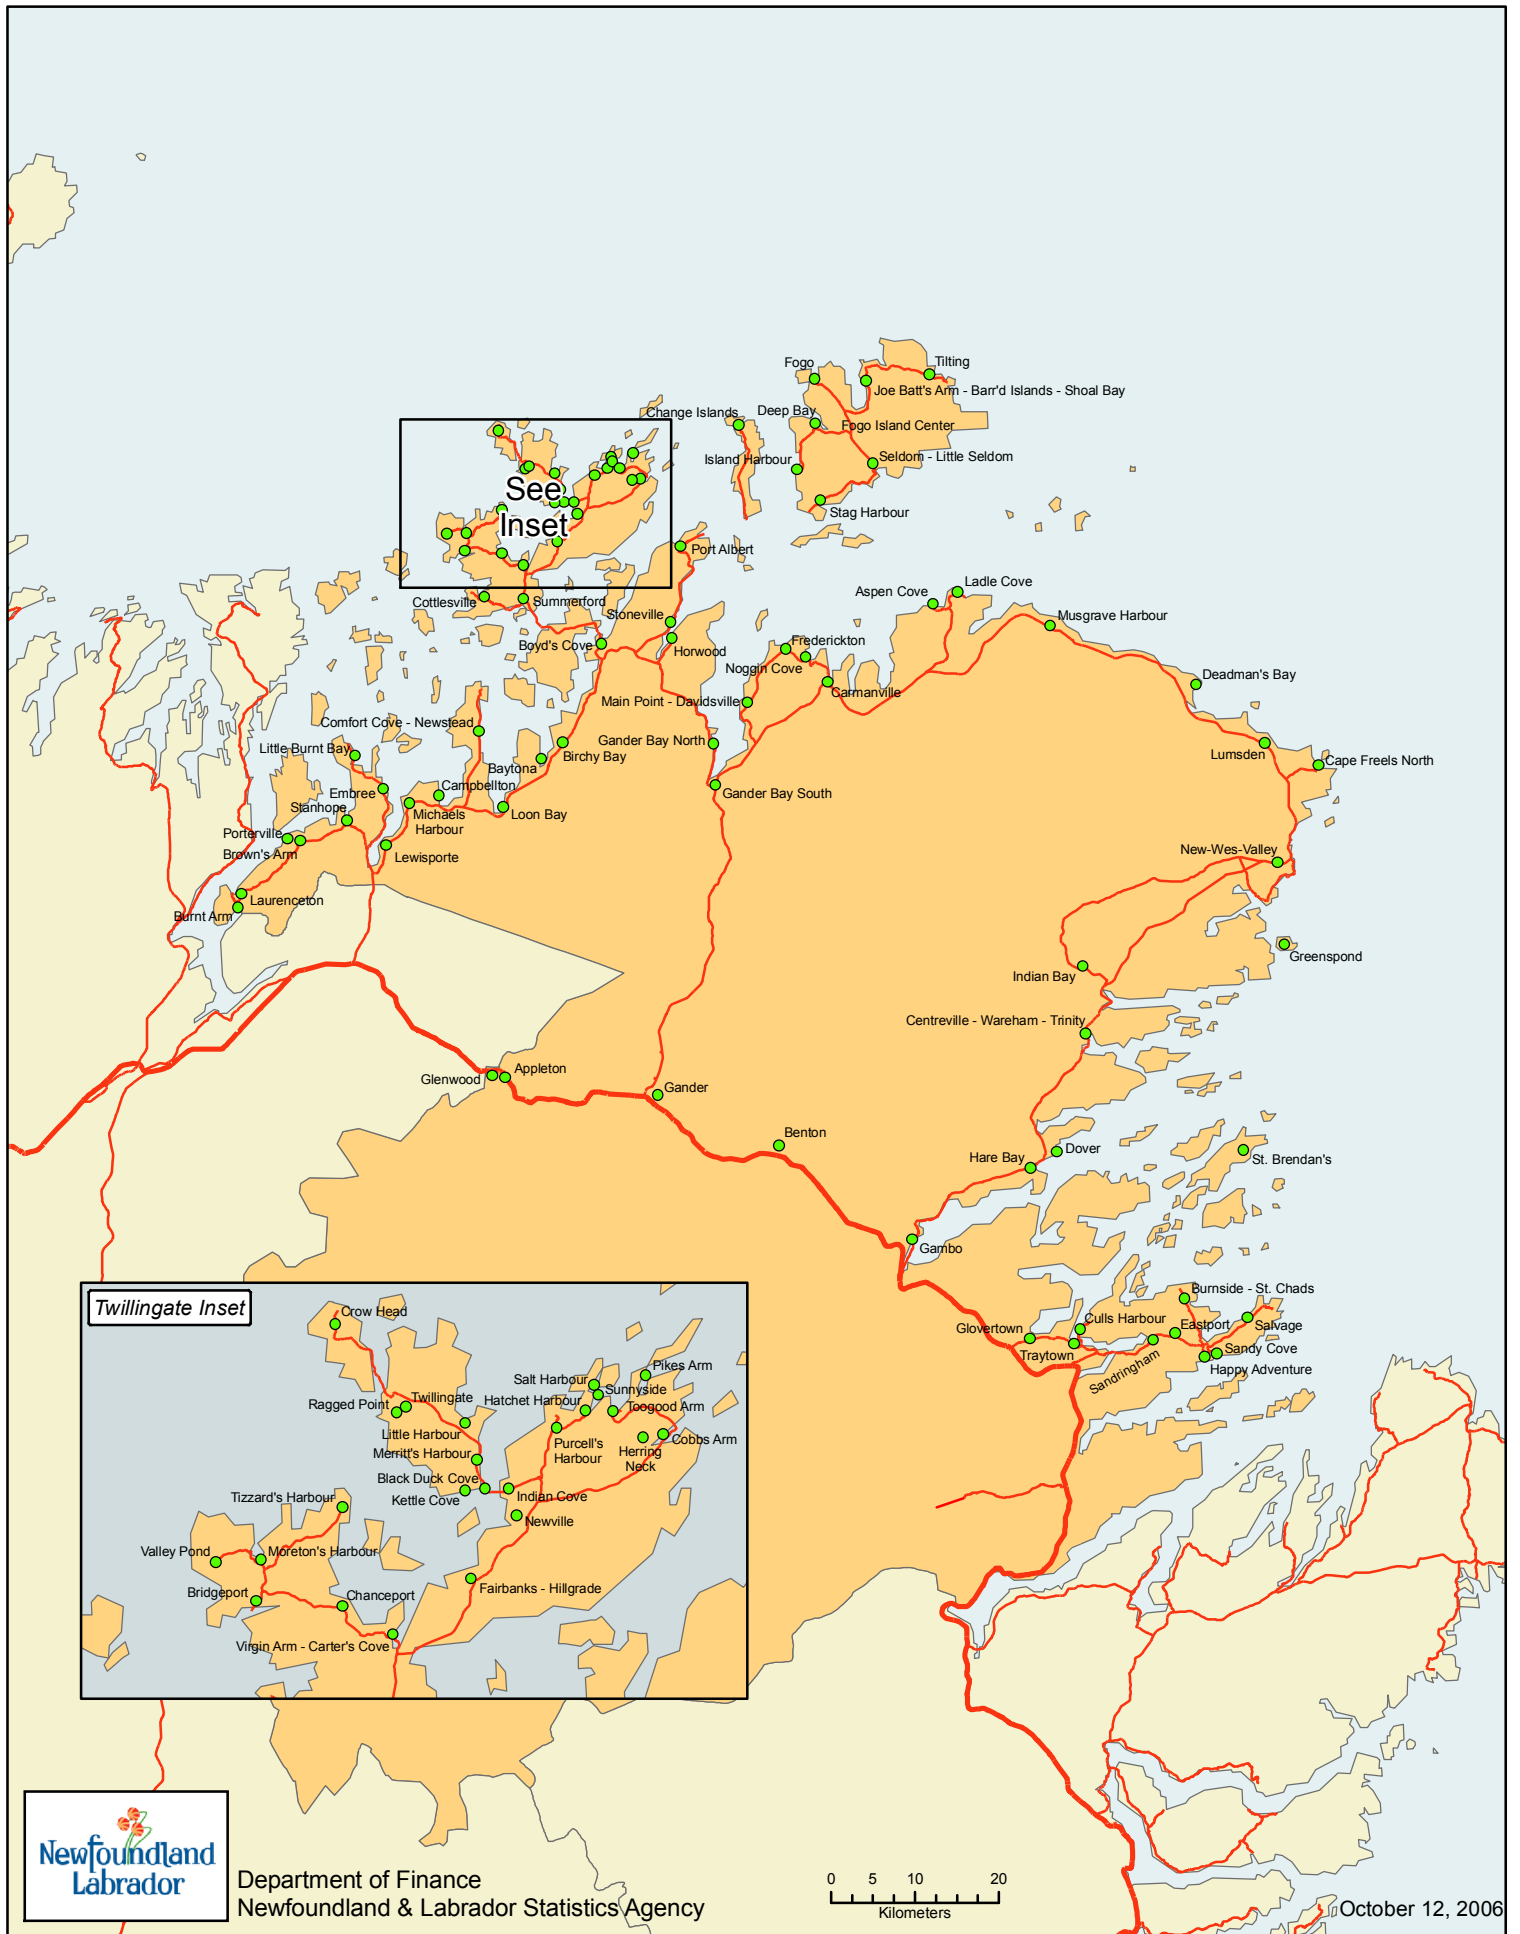 Fogo
Tilting
Joe Batt's Arm - Barr'd Islands - Shoal Bay
Change Islands
Deep Bay
Fogo Island Center
Island Harbour
Seldom - Little Seldom
Stag Harbour
See
Inset
Port Albert
Cottlesville
Summerford
Stoneville
Aspen Cove
Ladle Cove
Musgrave Harbour
Boyd's Cove
Horwood
Frederickton
Noggin Cove
Carmanville
Deadman's Bay
Main Point - Davidsville
Comfort Cove - Newstead
Gander Bay North
Little Burnt Bay
Birchy Bay
Baytona
Lumsden
Cape Freels North
Embree
Campbellton
Gander Bay South
Stanhope
Michaels
Harbour
Loon Bay
Porterville
Brown's Arm
Lewisporte
New-Wes-Valley
Laurenceton
Burnt Arm
Greenspond
Indian Bay
Centreville - Wareham - Trinity
Glenwood
Appleton
Gander
Benton
Dover
Hare Bay
St. Brendan's
Gambo
Burnside - St. Chads
Culls Harbour
Glovertown
Eastport
Salvage
Traytown
Sandy Cove
Sandringham
Happy Adventure
Twillingate Inset
Crow Head
Pikes Arm
Salt Harbour
Sunnyside
Ragged Point
Twillingate
Hatchet Harbour
Toogood Arm
Little Harbour
Purcell's
Harbour
Herring
Neck
Cobbs Arm
Merritt's Harbour
Black Duck Cove
Kettle Cove
Indian Cove
Tizzard's Harbour
Newville
Valley Pond
Moreton's Harbour
Bridgeport
Chanceport
Fairbanks - Hillgrade
Virgin Arm - Carter's Cove
Newfoundland
Labrador
Department of Finance
Newfoundland & Labrador Statistics Agency
0 5 10 20
Kilometers
October 12, 2006